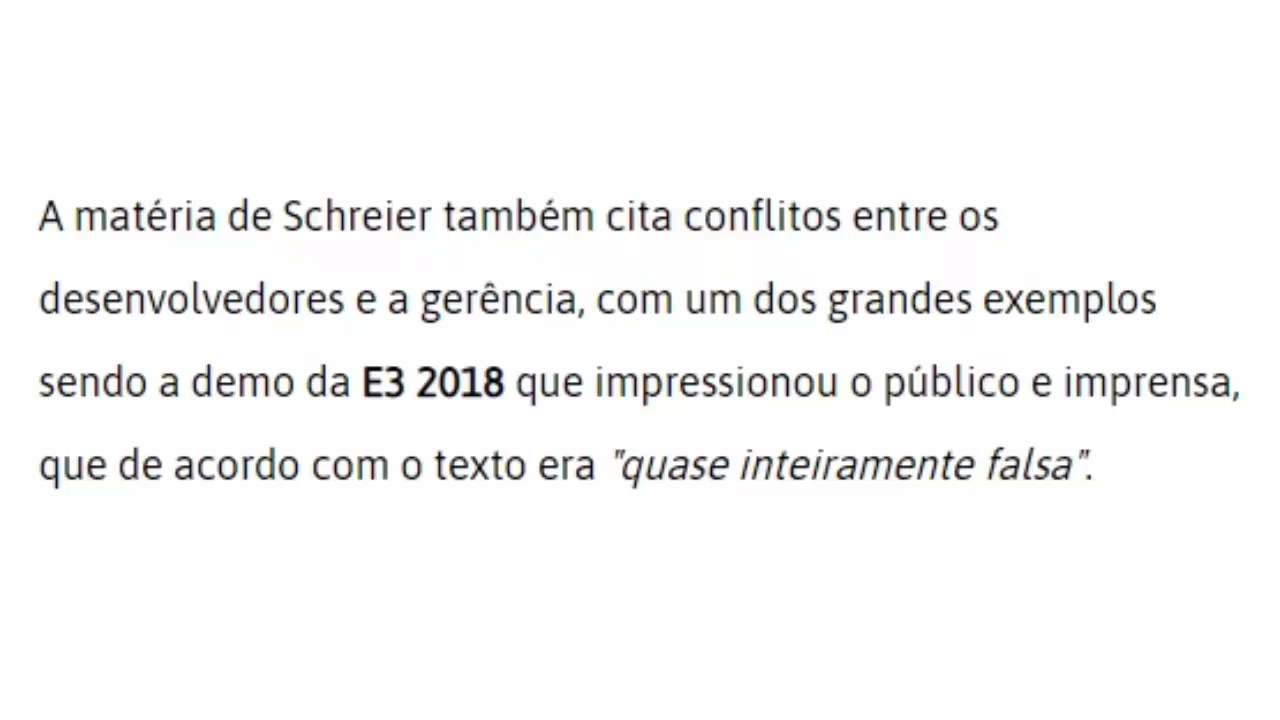 A matéria de Schreier também cita conflitos entre os
desenvolvedores e a gerência, com um dos grandes exemplos
sendo a demo da E3 2018 que impressionou o público e imprensa,
que de acordo com o texto era "quase inteiramente falsa".